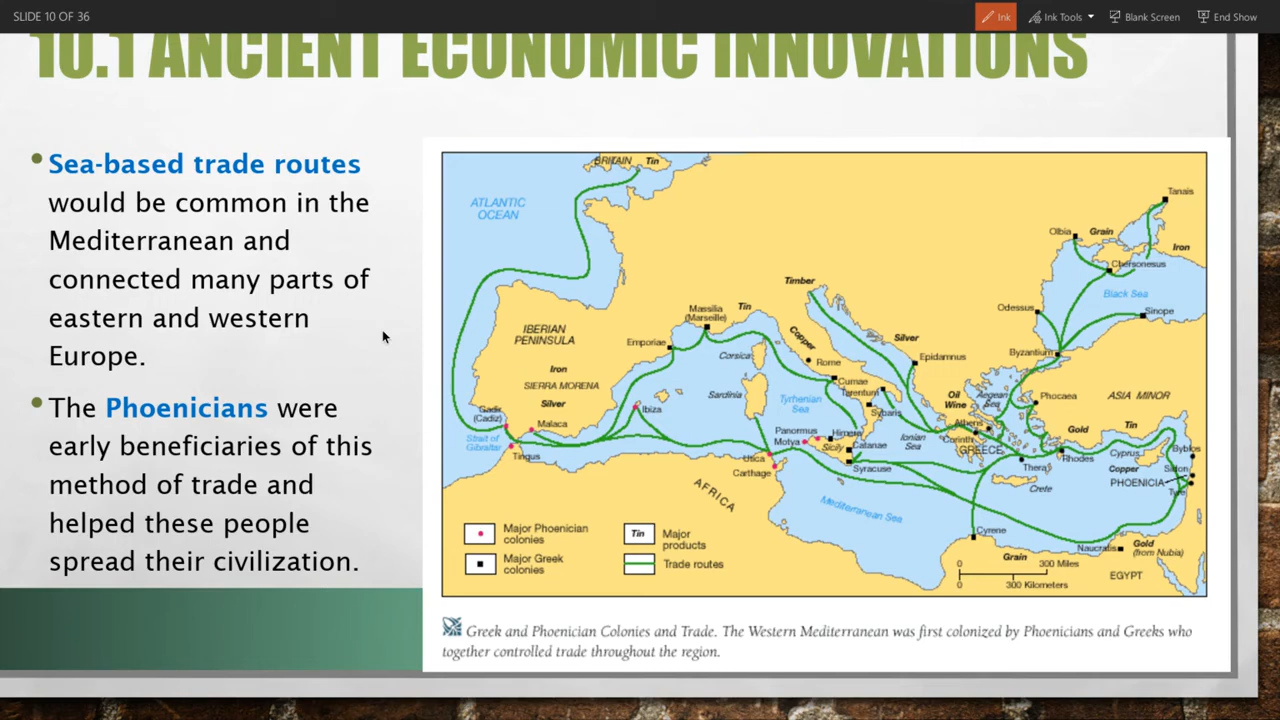 SLIDE 10 OF 36
Ink
Ink Tools
Blank Screen
End Show
10.1 ANCIENT ECONOMIC INNOVATIONS
• Sea-based trade routes
would be common in the
Mediterranean and
connected many parts of
eastern and western
Europe.
• The Phoenicians were
early beneficiaries of this
method of trade and
helped these people
spread their civilization.
BRITAIN Tin
ATLANTIC
OCEAN
Tanais
Olbia
Grain
Iron
Chersonesus
Black Sea
Timber
Odessus
Sinope
Massilia
(Marseille)
Tin
IBERIAN
PENINSULA
Emporiae
Copper
Silver
Byzantium
Corsica
Rome
Epidamnus
Iron
SIERRA MORENA
Cumae
Tarentum
Sardinia
Oil
Wine
Aegean
Sea
Phocaea
ASIA MINOR
Silver
Ibiza
Tyrrhenian
Sea
Sybaris
Gadir
(Cadiz)
Malaca
Athens
Gold
Tin
Panormus
Himera
Motya
Sicily
Catanae
Ionian
Sea
Corinth
GREECE
Strait of
Gibraltar
Tingus
Utica
Carthage
Syracuse
Thera
Rhodes
Cyprus
Byblos
Copper
Sidon
PHOENICIA
Tyre
Crete
AFRICA
Mediterranean Sea
Cyrene
Naucratis
Gold
(from Nubia)
Grain
EGYPT
0 300 Miles
0 300 Kilometers
Major Phoenician
colonies
Tin
Major
products
Major Greek
colonies
Trade routes
Greek and Phoenician Colonies and Trade. The Western Mediterranean was first colonized by Phoenicians and Greeks who
together controlled trade throughout the region.